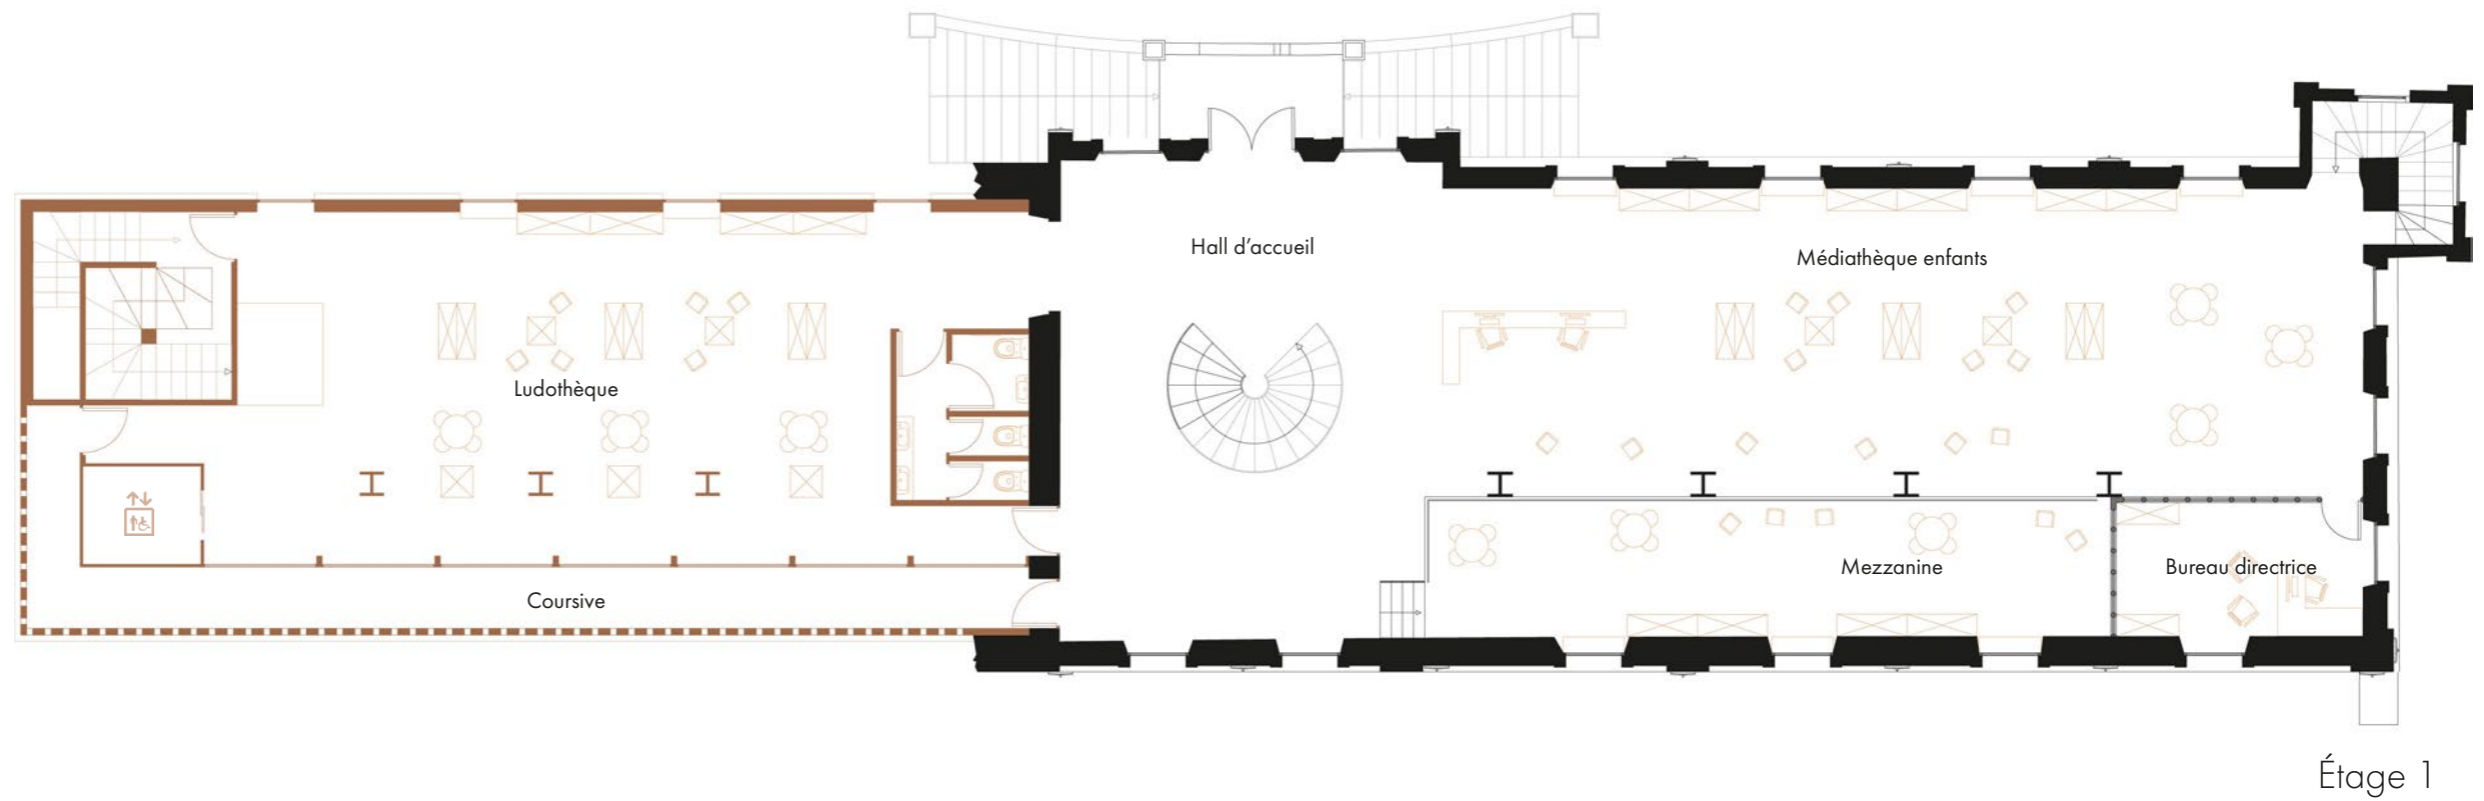 Hall d’accueil
Médiathèque enfants
Ludothèque
Mezzanine
Bureau directrice
Coursive
Étage 1